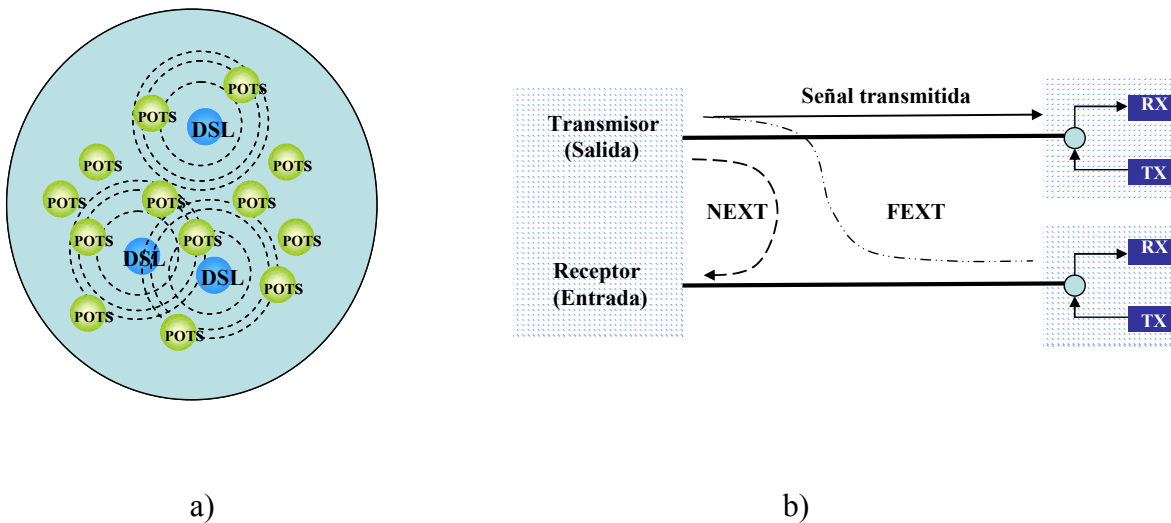 POTS
POTS
DSL
POTS
POTS
POTS
POTS
POTS
POTS
POTS
POTS
DSL
DSL
POTS
POTS
POTS
a)
Señal transmitida
Transmisor
(Salida)
RX
TX
NEXT
FEXT
Receptor
(Entrada)
RX
TX
b)